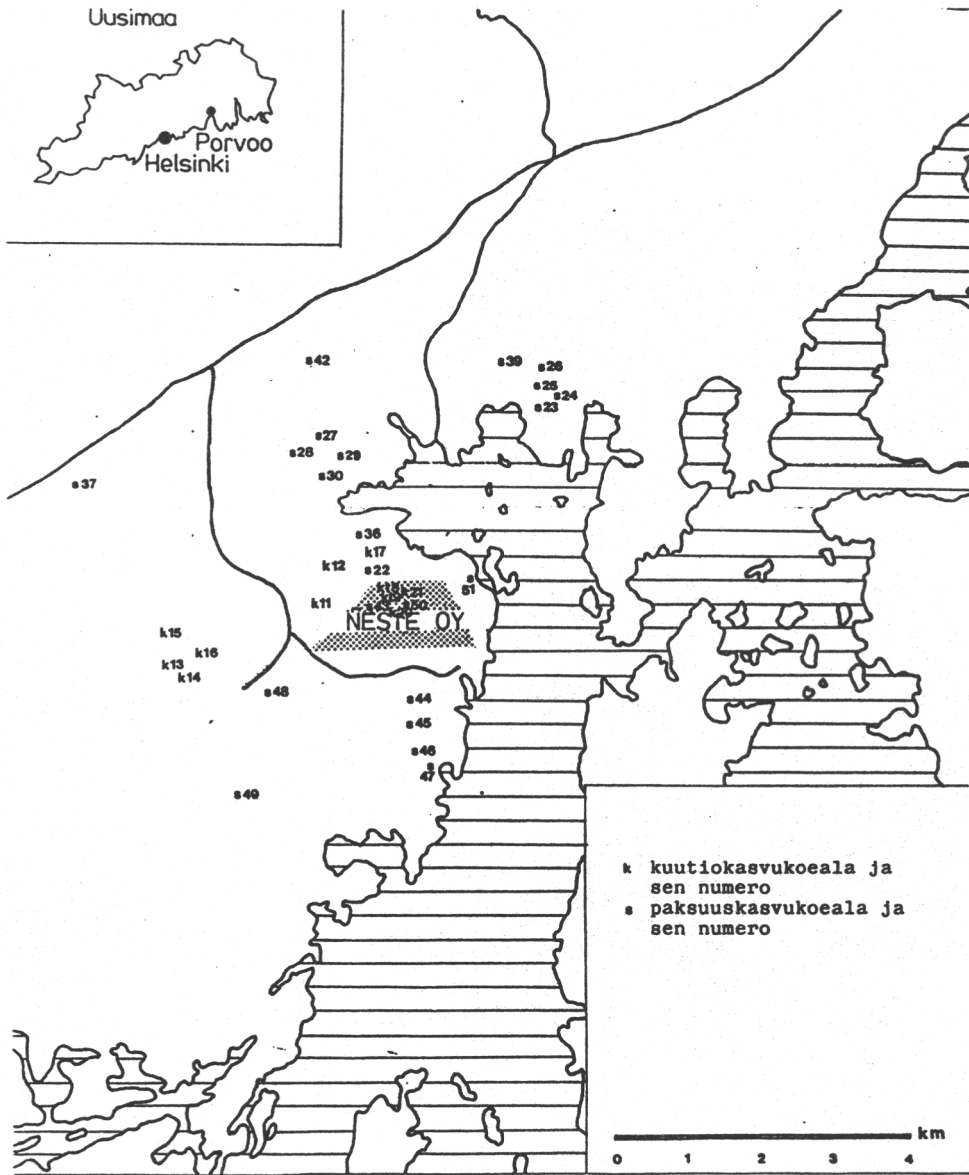 Uusimaa
Porvoo
Helsinki
s42
s39
s26
s25
s24
s23
s27
s28
s29
s30
s37
s36
k17
k12
s22
s
51
k11
NESTE OY
k15
k16
k13
k14
s48
s44
s45
s46
s
47
s49
k kuutiokasvukoeala ja
sen numero
s paksuuskasvukoeala ja
sen numero
km
0 1 2 3 4